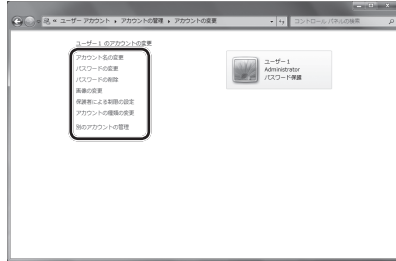 « ユーザー アカウント ▸ アカウントの管理 ▸ アカウントの変更
コントロール パネルの検索
ユーザー1 のアカウントの変更
アカウント名の変更
パスワードの変更
パスワードの削除
画像の変更
保護者による制限の設定
アカウントの種類の変更
別のアカウントの管理
ユーザー1
Administrator
パスワード保護